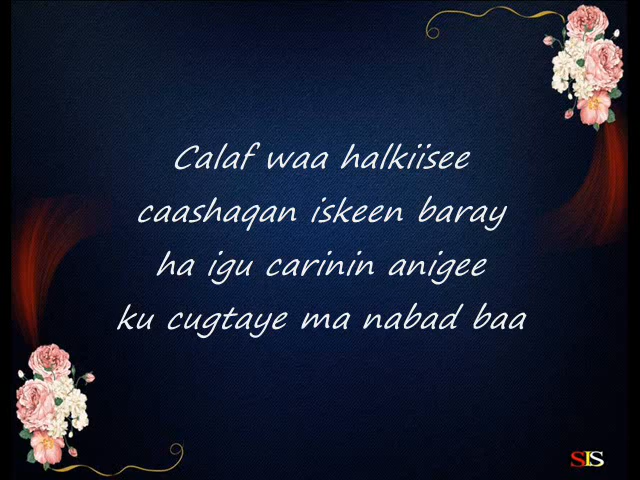 Calaf waa halkiisee
caashaqan iskeen baray
ha igu carinin anigee
ku cugtaye ma nabad baa
SIS